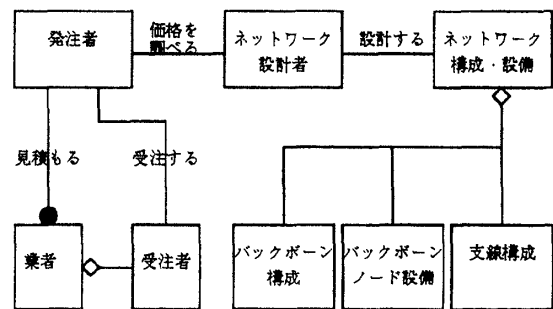 発注者
価格を
調べる
ネットワーク
設計者
設計する
ネットワーク
構成・設備
見積もる
受注する
業者
受注者
バックボーン
構成
バックボーン
ノード設備
支線構成